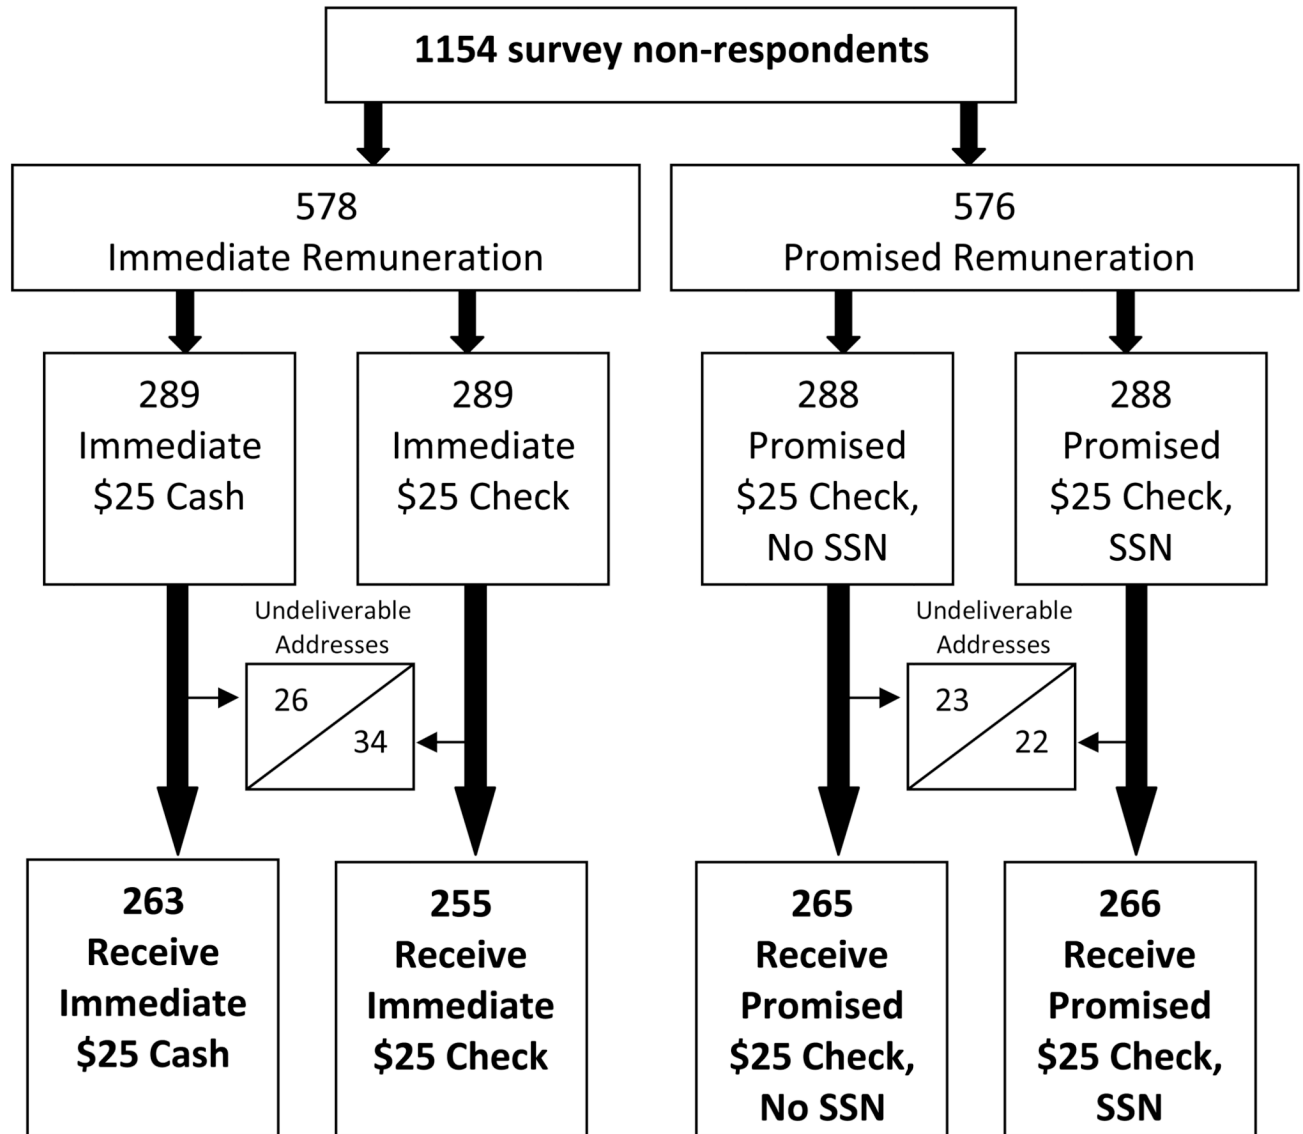 1154 survey non-respondents
578
Immediate Remuneration
576
Promised Remuneration
289
Immediate
$25 Cash
289
Immediate
$25 Check
288
Promised
$25 Check,
No SSN
288
Promised
$25 Check,
SSN
Undeliverable
Addresses
26
34
Undeliverable
Addresses
23
22
263
Receive
Immediate
$25 Cash
255
Receive
Immediate
$25 Check
265
Receive
Promised
$25 Check,
No SSN
266
Receive
Promised
$25 Check,
SSN